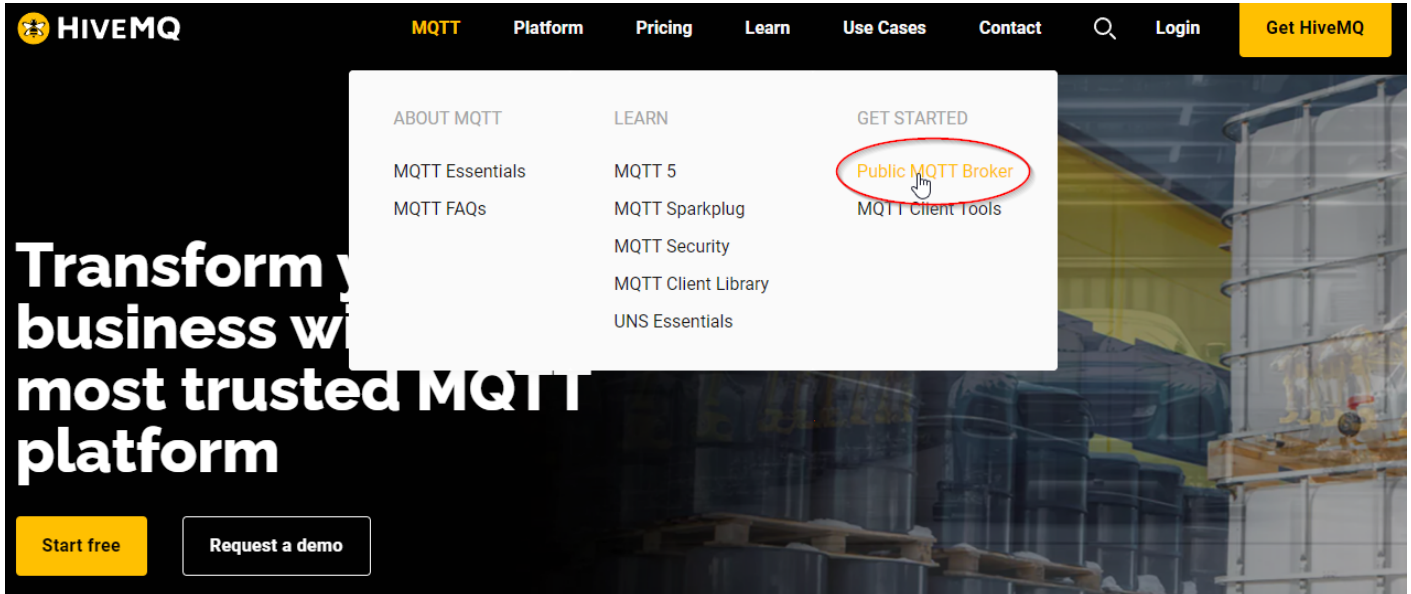 HIVEMQ
MQTT Platform Pricing Learn Use Cases Contact Login Get HiveMQ
ABOUT MQTT
MQTT Essentials
MQTT FAQs
LEARN
MQTT 5
MQTT Sparkplug
MQTT Security
MQTT Client Library
UNS Essentials
GET STARTED
Public MQTT Broker
MQTT Client Tools
Transform
business
most trusted MQTT
platform
Start free Request a demo